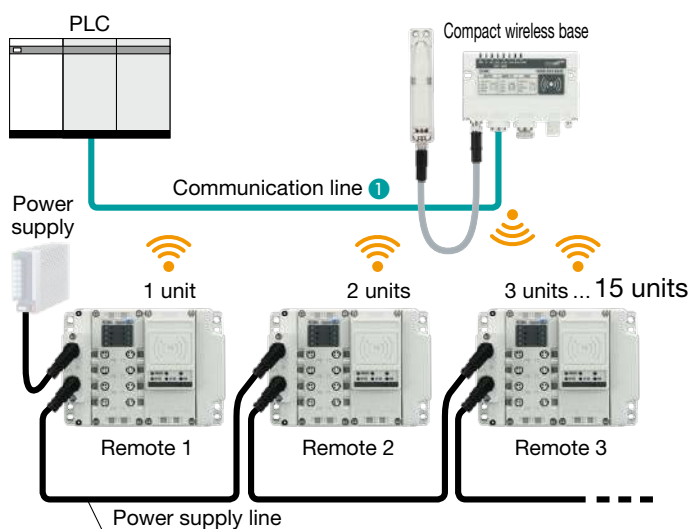 PLC
Compact wireless base
Communication line 1
Power
supply
1 unit
2 units
3 units ... 15 units
Remote 1
Remote 2
Remote 3
Power supply line